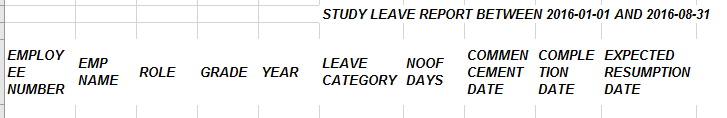 STUDY LEAVE REPORT BETWEEN 2016-01-01 AND 2016-08-31
EMPLOY
EE
NUMBER
EMP
NAME
ROLE
GRADE
YEAR
LEAVE
CATEGORY
NOOF
DAYS
COMMEN
CEMENT
DATE
COMPLE
TION
DATE
EXPECTED
RESUMPTION
DATE